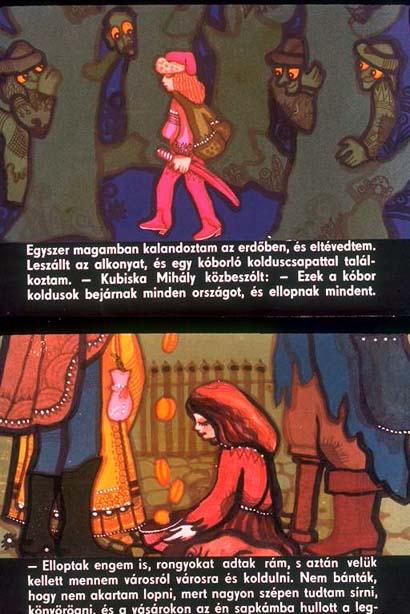 Egyszer magamban kalandoztam az erdőben, és eltévedtem.
Leszállt az alkonyat, és egy kóborló kolduscsapattal talál-
koztam. – Kubiska Mihály közbeszólt: – Ezek a kóbor
koldusok bejárnak minden országot, és ellopnak mindent.
– Elloptak engem is, rongyokat adtak rám, s aztán velük
kellett mennem városról városra és koldulni. Nem bánták,
hogy nem akartam lopni, mert nagyon szépen tudtam sírni,
könyörögni, és a vásárokon az én sapkámba hullott a leg-